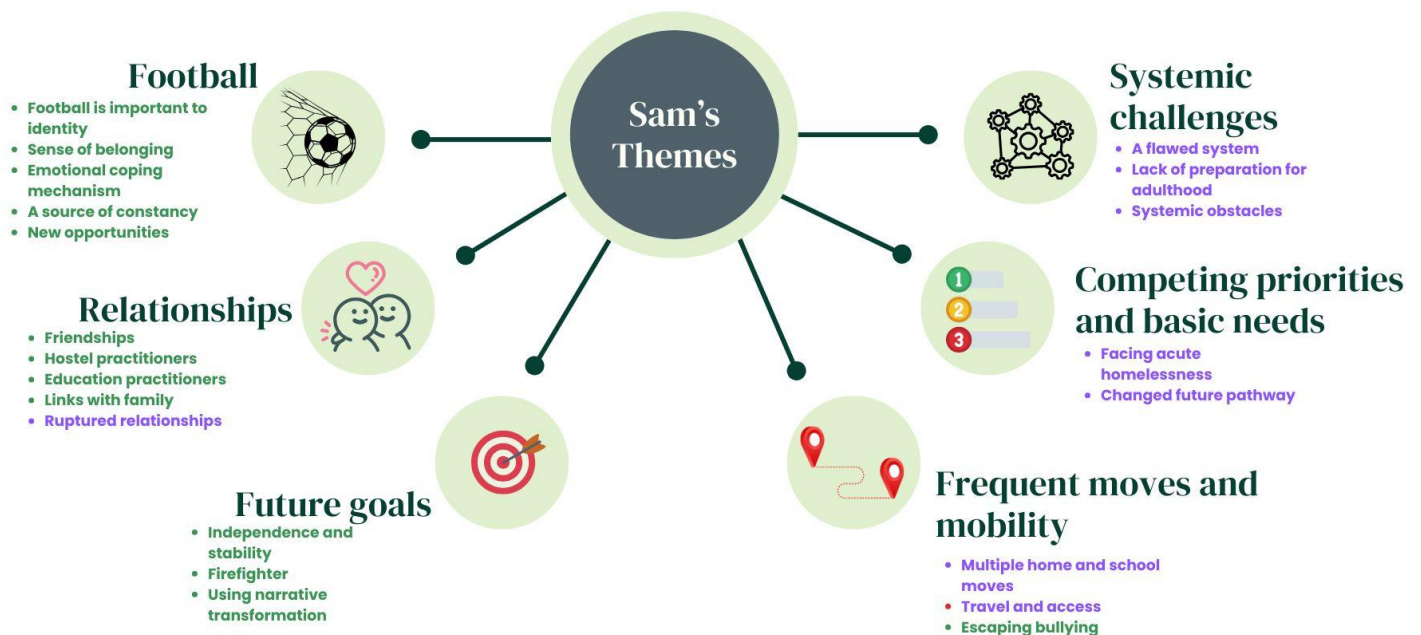 Sam's
Themes
Football
• Football is important to
identity
• Sense of belonging
• Emotional coping
mechanism
• A source of constancy
• New opportunities
Relationships
• Friendships
• Hostel practitioners
• Education practitioners
• Links with family
• Ruptured relationships
Future goals
• Independence and
stability
• Firefighter
• Using narrative
transformation
Systemic
challenges
• A flawed system
• Lack of preparation for
adulthood
• Systemic obstacles
1
2
3
Competing priorities
and basic needs
• Facing acute
homelessness
• Changed future pathway
Frequent moves and
mobility
• Multiple home and school
moves
• Travel and access
• Escaping bullying